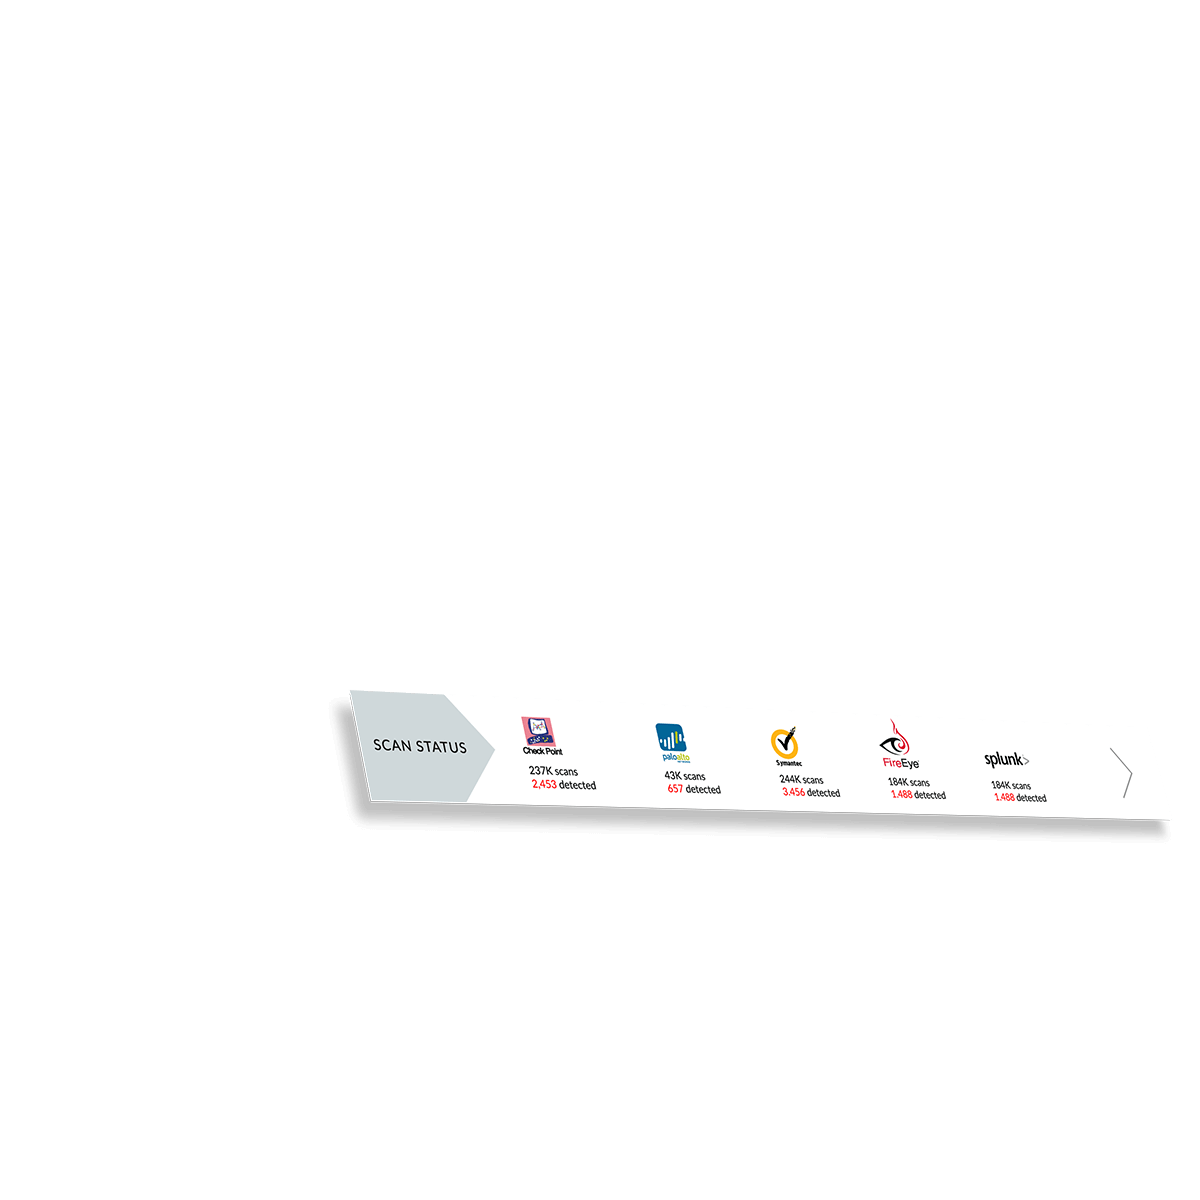 SCAN STATUS
Check Point
237K scans
2,453 detected
paloalto
43K scans
657 detected
Symantec
244K scans
3,456 detected
FireEye
184K scans
1,488 detected
splunk>
184K scans
1,488 detected